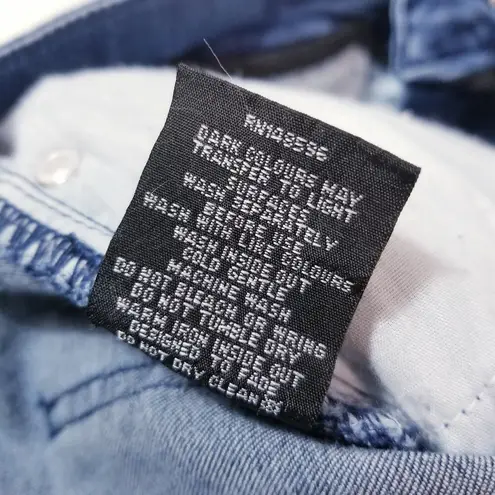 RN148596
DARK COLOURS MAY
TRANSFER TO LIGHT
SURFACES
WASH SEPARATELY
BEFORE USE
WASH WITH LIKE COLOURS
WASH INSIDE OUT
COLD GENTLE
MACHINE WASH
DO NOT BLEACH OR WRING
DO NOT TUMBLE DRY
WARM IRON INSIDE OUT
DESIGNED TO FADE
DO NOT DRY CLEAN